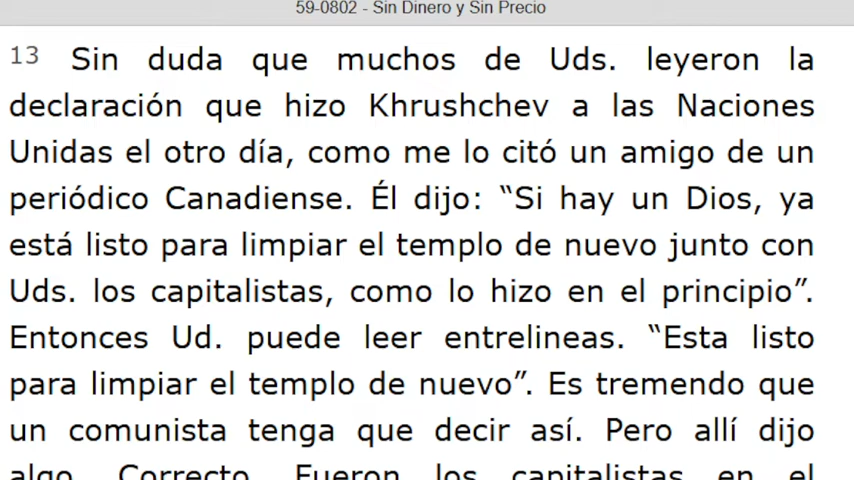 59-0802 - Sin Dinero y Sin Precio
13 Sin duda que muchos de Uds. leyeron la
declaración que hizo Khrushchev a las Naciones
Unidas el otro día, como me lo citó un amigo de un
periódico Canadiense. Él dijo: “Si hay un Dios, ya
está listo para limpiar el templo de nuevo junto con
Uds. los capitalistas, como lo hizo en el principio”.
Entonces Ud. puede leer entrelineas. “Esta listo
para limpiar el templo de nuevo”. Es tremendo que
un comunista tenga que decir así. Pero allí dijo
algo. Correcto. Fueron los capitalistas en el